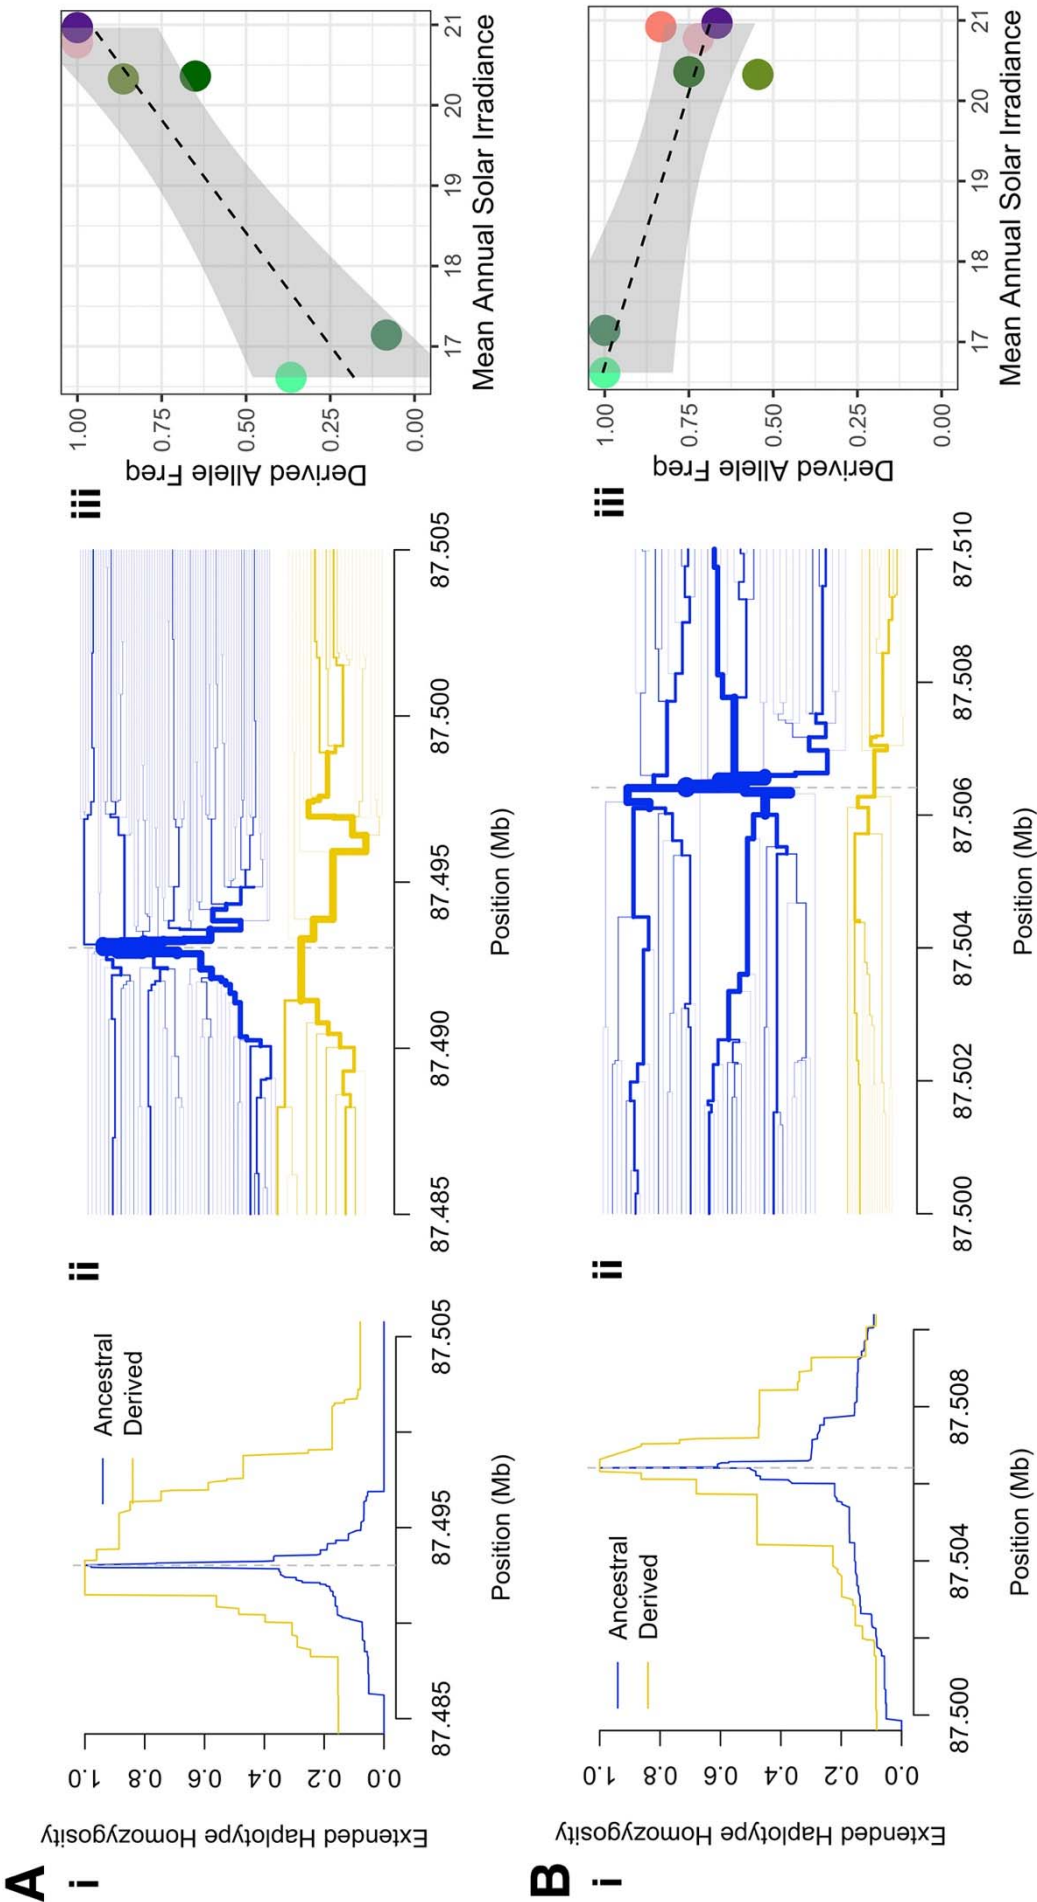 A
i
Extended Haplotype Homozygosity
1.0
0.8
0.6
0.4
0.2
0.0
Ancestral
Derived
87.485
87.495
87.505
Position (Mb)
ii
87.485
87.490
87.495
87.500
87.505
Position (Mb)
iii
Derived Allele Freq
1.00
0.75
0.50
0.25
0.00
17
18
19
20
21
Mean Annual Solar Irradiance
B
i
Extended Haplotype Homozygosity
1.0
0.8
0.6
0.4
0.2
0.0
Ancestral
Derived
87.500
87.504
87.508
Position (Mb)
ii
87.500
87.502
87.504
87.506
87.508
87.510
Position (Mb)
iii
Derived Allele Freq
1.00
0.75
0.50
0.25
0.00
17
18
19
20
21
Mean Annual Solar Irradiance